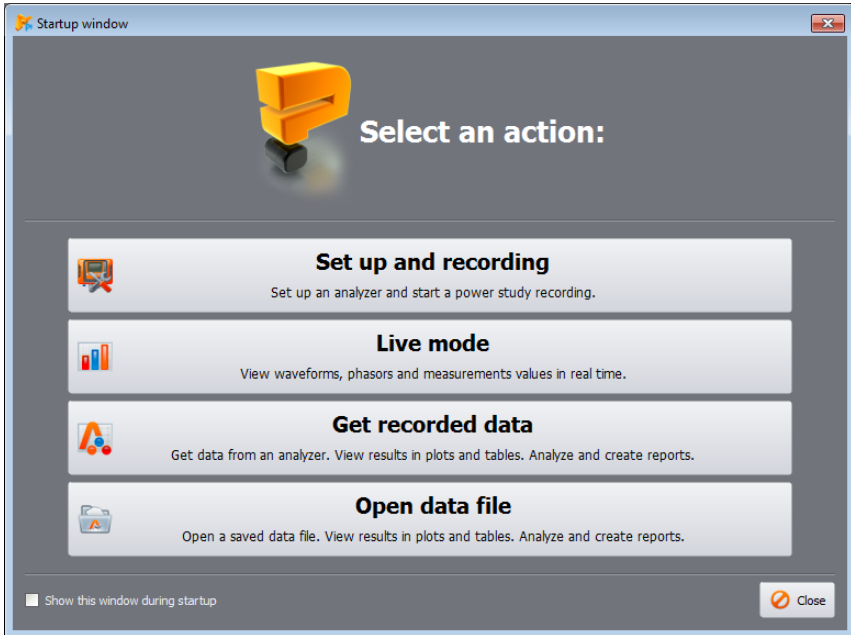 Startup window
Select an action:
Set up and recording
Set up an analyzer and start a power study recording.
Live mode
View waveforms, phasors and measurements values in real time.
Get recorded data
Get data from an analyzer. View results in plots and tables. Analyze and create reports.
Open data file
Open a saved data file. View results in plots and tables. Analyze and create reports.
Show this window during startup
Close